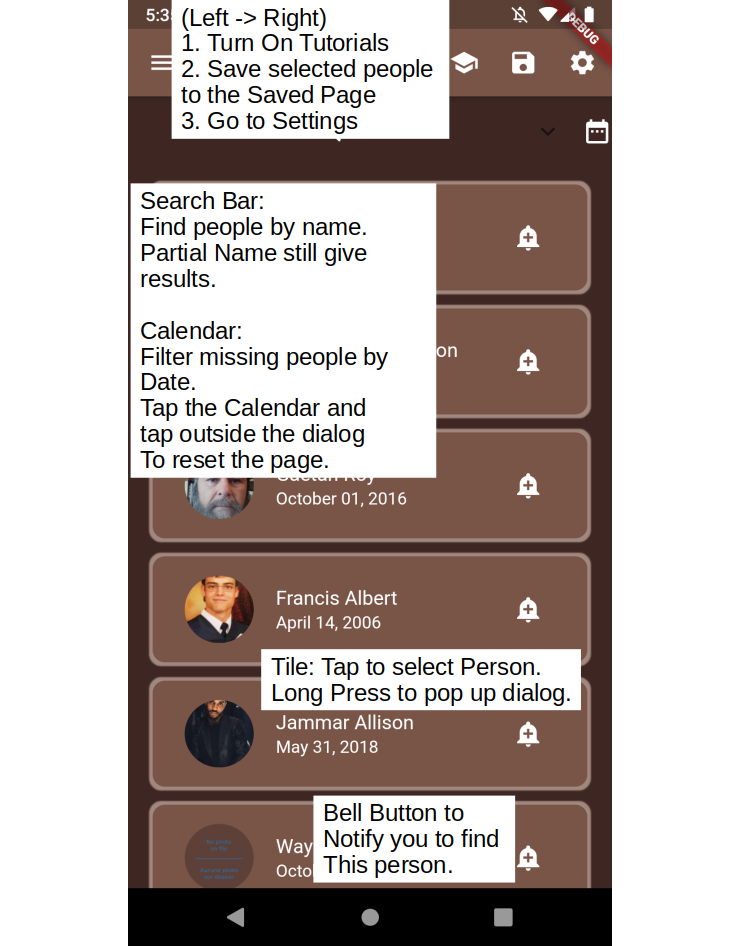 5:3
(Left -> Right)
1. Turn On Tutorials
2. Save selected people
to the Saved Page
3. Go to Settings
DEBUG
Search Bar:
Find people by name.
Partial Name still give
results.
Calendar:
Filter missing people by
Date.
Tap the Calendar and
tap outside the dialog
To reset the page.
on
October 01, 2016
Francis Albert
April 14, 2006
Tile: Tap to select Person.
Long Press to pop up dialog.
Jammar Allison
May 31, 2018
Bell Button to
Notify you to find
This person.
Way
Octo